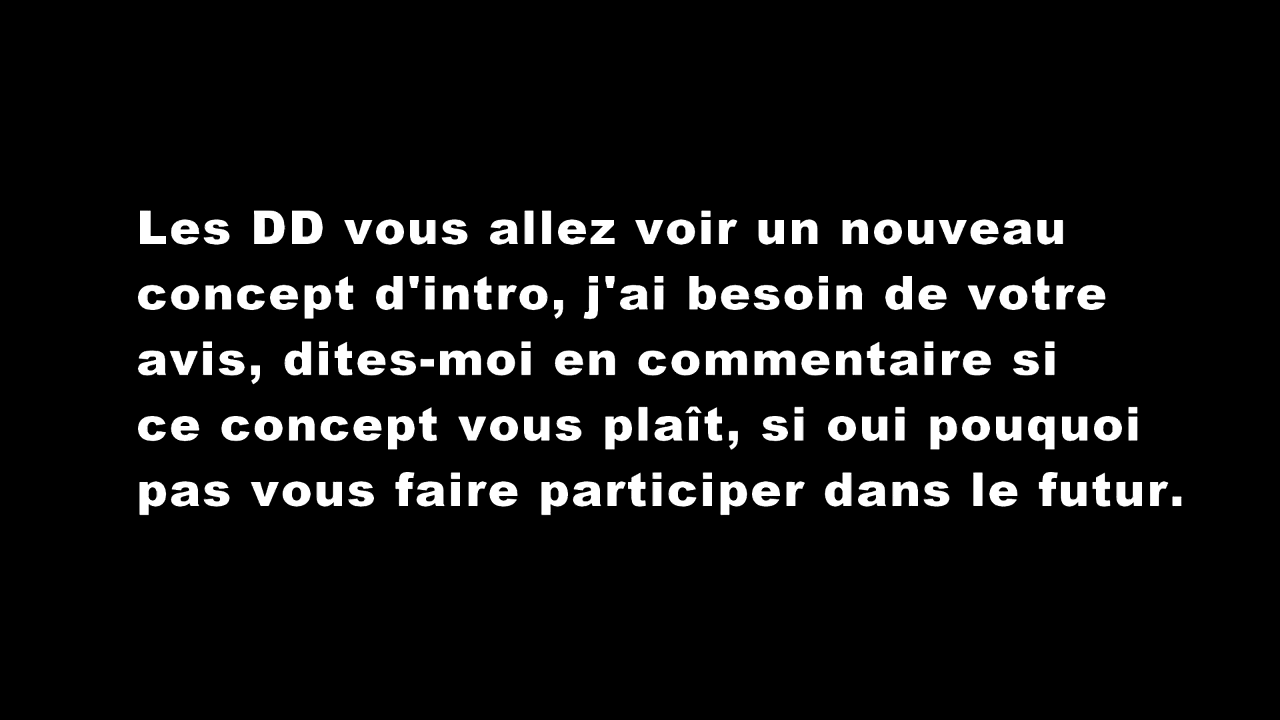 Les DD vous allez voir un nouveau
concept d'intro, j'ai besoin de votre
avis, dites-moi en commentaire si
ce concept vous plaît, si oui pouquoi
pas vous faire participer dans le futur.